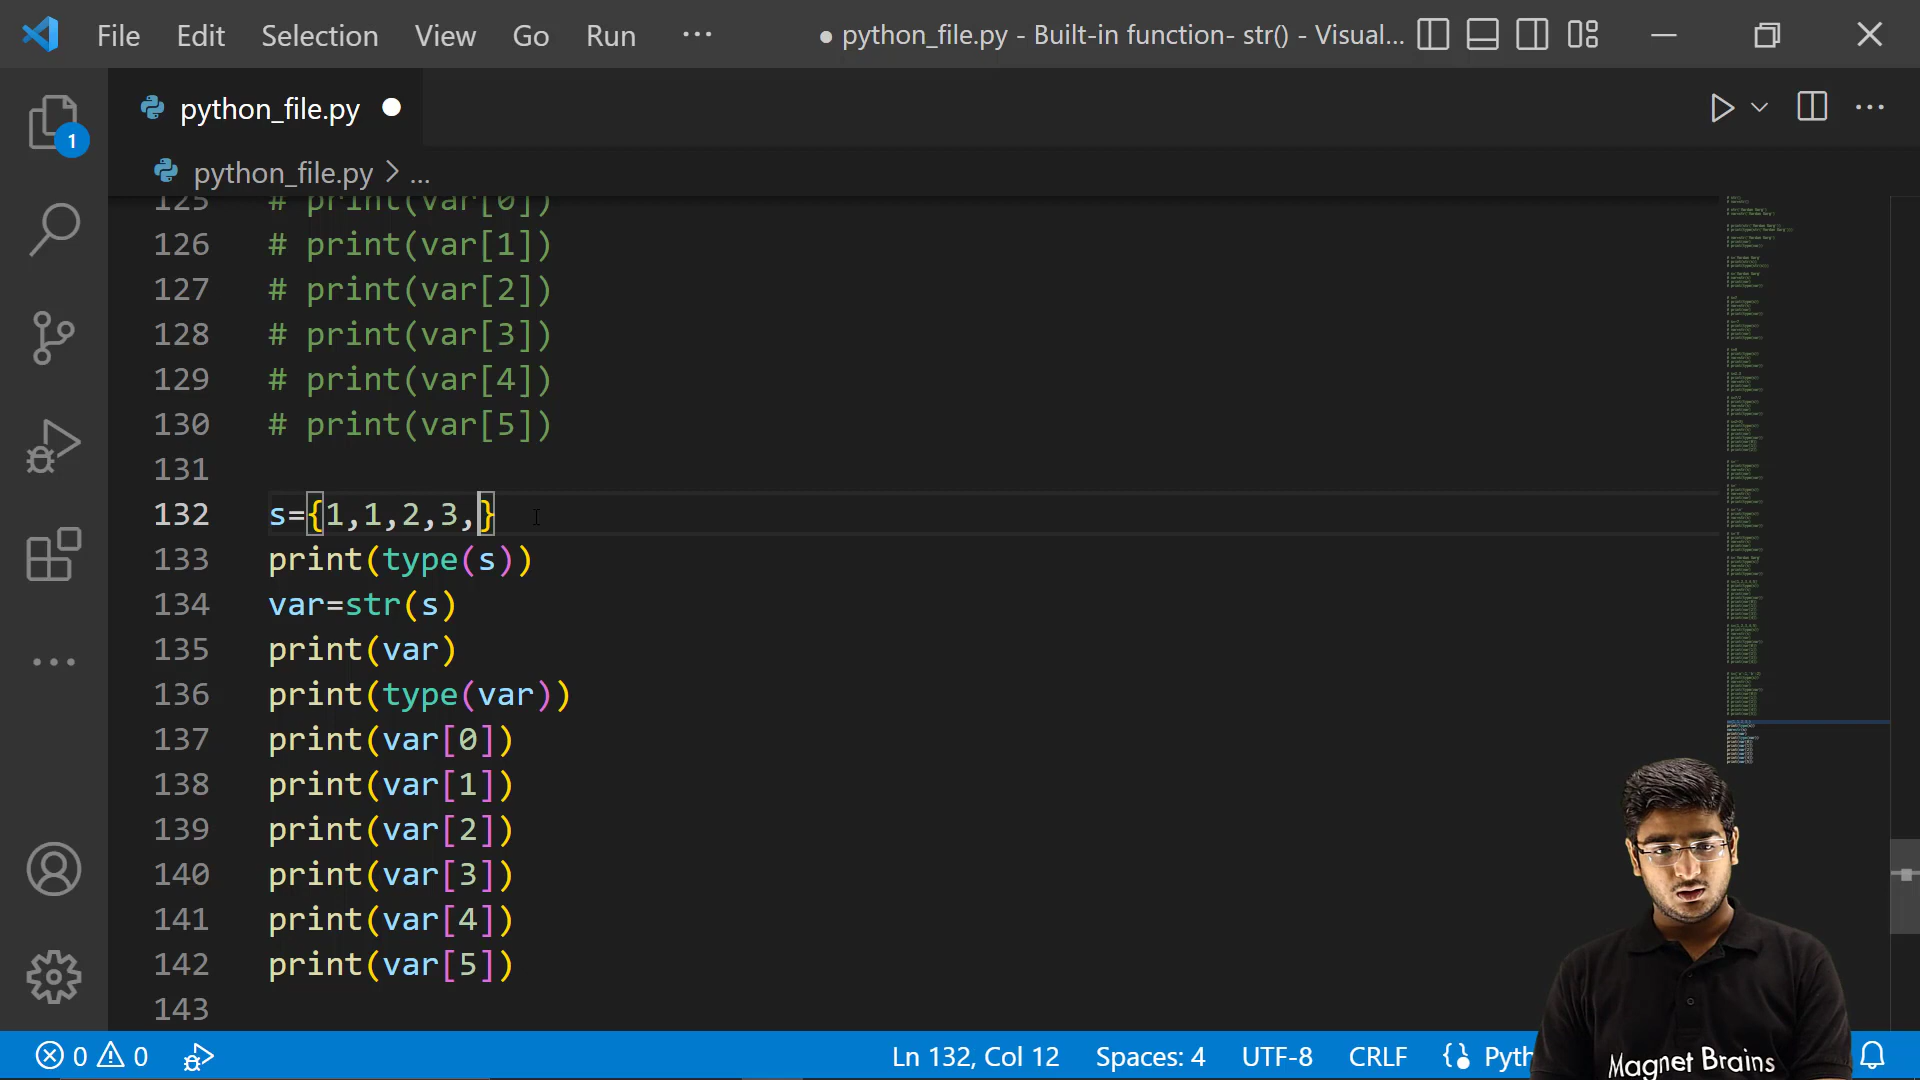 File Edit Selection View Go Run ··· ● python_file.py - Built-in function- str() - Visual...
python_file.py ●
1
python_file.py > ...
125 # print(var[0])
126 # print(var[1])
127 # print(var[2])
128 # print(var[3])
129 # print(var[4])
130 # print(var[5])
131
132 s={1,1,2,3,}
133 print(type(s))
134 var=str(s)
135 print(var)
136 print(type(var))
137 print(var[0])
138 print(var[1])
139 print(var[2])
140 print(var[3])
141 print(var[4])
142 print(var[5])
143
0 0 Ln 132, Col 12 Spaces: 4 UTF-8 CRLF Pyth
Magnet Brains